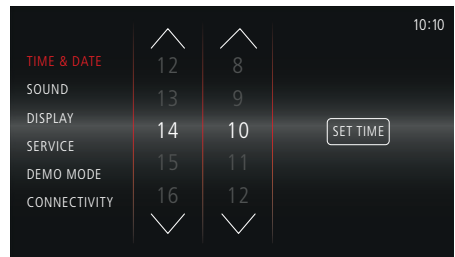 10:10
TIME & DATE
SOUND
DISPLAY
SERVICE
DEMO MODE
CONNECTIVITY
12 8
13 9
14 10
15 11
16 12
SET TIME